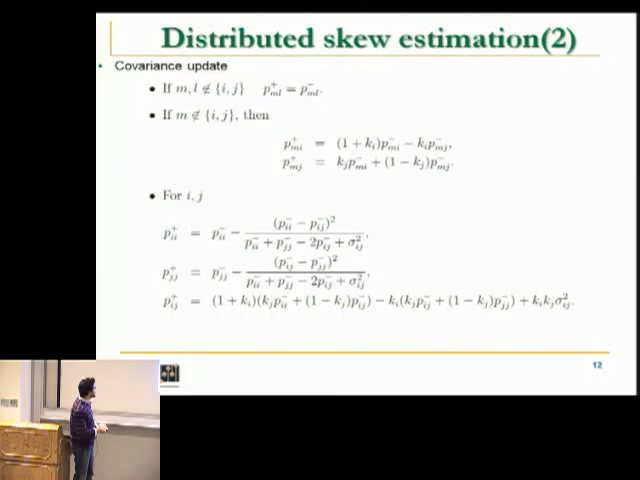 Distributed skew estimation(2)
Covariance update
• If m, l ∉ {i, j}   p⁺ₘₗ = p⁻ₘₗ.
• If m ∉ {i, j}, then
p⁺ₘᵢ = (1 + kᵢ)p⁻ₘᵢ − kᵢp⁻ₘⱼ,
p⁺ₘⱼ = kⱼp⁻ₘᵢ + (1 − kⱼ)p⁻ₘⱼ.
• For i, j
p⁺ᵢᵢ = p⁻ᵢᵢ − (p⁻ᵢᵢ − p⁻ᵢⱼ)² / (p⁻ᵢᵢ + p⁻ⱼⱼ − 2p⁻ᵢⱼ + σ²ᵢⱼ),
p⁺ⱼⱼ = p⁻ⱼⱼ − (p⁻ᵢⱼ − p⁻ⱼⱼ)² / (p⁻ᵢᵢ + p⁻ⱼⱼ − 2p⁻ᵢⱼ + σ²ᵢⱼ),
p⁺ᵢⱼ = (1 + kᵢ)(kⱼp⁻ᵢᵢ + (1 − kⱼ)p⁻ᵢⱼ) − kᵢ(kⱼp⁻ᵢⱼ + (1 − kⱼ)p⁻ⱼⱼ) + kᵢkⱼσ²ᵢⱼ.
12